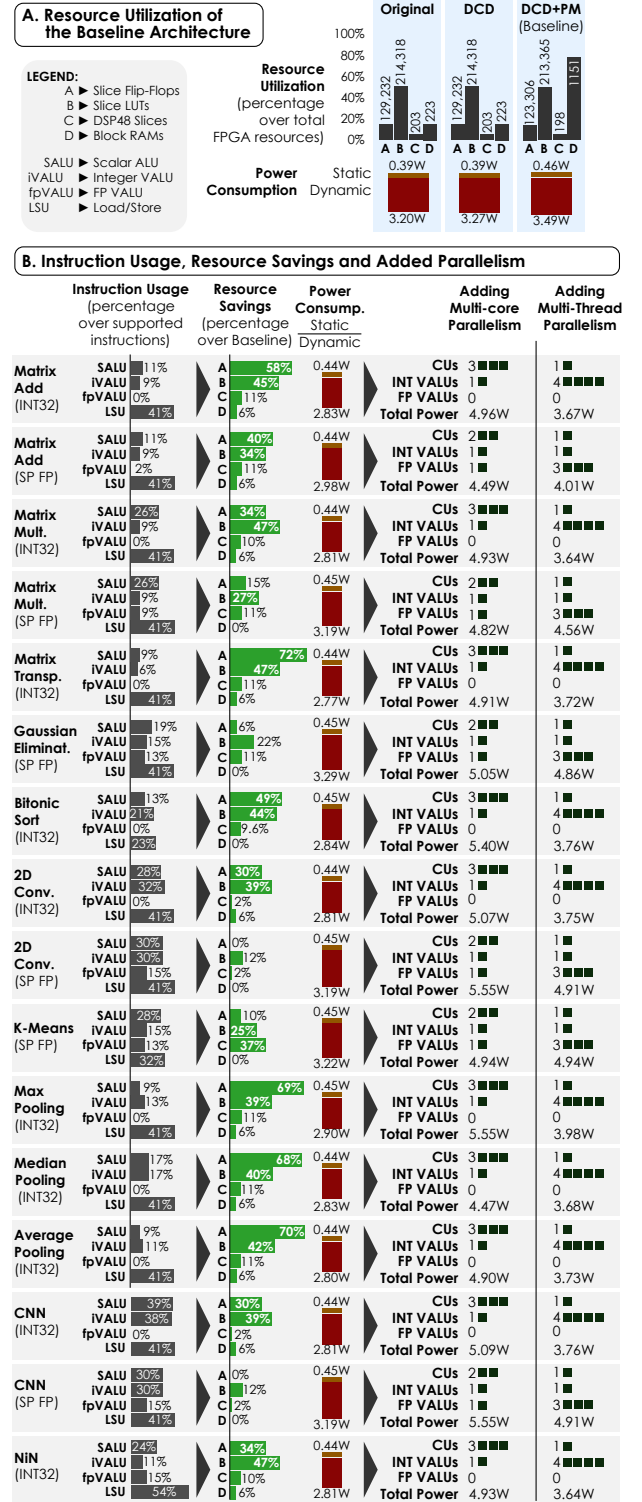 A. Resource Utilization of
the Baseline Architecture
LEGEND:
A ► Slice Flip-Flops
B ► Slice LUTs
C ► DSP48 Slices
D ► Block RAMs
SALU ► Scalar ALU
iVALU ► Integer VALU
fpVALU ► FP VALU
LSU ► Load/Store
Original DCD DCD+PM
(Baseline)
Resource
Utilization
(percentage
over total
FPGA resources)
100%
80%
60%
40%
20%
0%
129,232 214,318 203 223
129,232 214,318 203 223
123,306 213,365 198 1151
A B C D A B C D A B C D
Power
Consumption
Static
Dynamic
0.39W 0.39W 0.46W
3.20W 3.27W 3.49W
B. Instruction Usage, Resource Savings and Added Parallelism
Instruction Usage
(percentage
over supported
instructions)
Resource
Savings
(percentage
over Baseline)
Power
Consump.
Static
Dynamic
Adding
Multi-core
Parallelism
Adding
Multi-Thread
Parallelism
Matrix
Add
(INT32)
SALU 11% A 58% 0.44W CUs 3 1
iVALU 9% B 45% INT VALUs 1 4
fpVALU 0% C 11% FP VALUs 0 0
LSU 41% D 6% 2.83W Total Power 4.96W 3.67W
Matrix
Add
(SP FP)
SALU 11% A 40% 0.44W CUs 2 1
iVALU 9% B 34% INT VALUs 1 1
fpVALU 2% C 11% FP VALUs 1 3
LSU 41% D 6% 2.98W Total Power 4.49W 4.01W
Matrix
Mult.
(INT32)
SALU 26% A 34% 0.44W CUs 3 1
iVALU 9% B 47% INT VALUs 1 4
fpVALU 0% C 10% FP VALUs 0 0
LSU 41% D 6% 2.81W Total Power 4.93W 3.64W
Matrix
Mult.
(SP FP)
SALU 26% A 15% 0.45W CUs 2 1
iVALU 9% B 27% INT VALUs 1 1
fpVALU 9% C 11% FP VALUs 1 3
LSU 41% D 0% 3.19W Total Power 4.82W 4.56W
Matrix
Transp.
(INT32)
SALU 9% A 72% 0.44W CUs 3 1
iVALU 6% B 47% INT VALUs 1 4
fpVALU 0% C 11% FP VALUs 0 0
LSU 41% D 6% 2.77W Total Power 4.91W 3.72W
Gaussian
Eliminat.
(SP FP)
SALU 19% A 6% 0.45W CUs 2 1
iVALU 15% B 22% INT VALUs 1 1
fpVALU 13% C 11% FP VALUs 1 3
LSU 41% D 0% 3.29W Total Power 5.05W 4.86W
Bitonic
Sort
(INT32)
SALU 13% A 49% 0.45W CUs 3 1
iVALU 21% B 44% INT VALUs 1 4
fpVALU 0% C 9.6% FP VALUs 0 0
LSU 23% D 0% 2.84W Total Power 5.40W 3.76W
2D
Conv.
(INT32)
SALU 28% A 30% 0.44W CUs 3 1
iVALU 32% B 39% INT VALUs 1 4
fpVALU 0% C 2% FP VALUs 0 0
LSU 41% D 6% 2.81W Total Power 5.07W 3.75W
2D
Conv.
(SP FP)
SALU 30% A 0% 0.45W CUs 2 1
iVALU 30% B 12% INT VALUs 1 1
fpVALU 15% C 2% FP VALUs 1 3
LSU 41% D 0% 3.19W Total Power 5.55W 4.91W
K-Means
(SP FP)
SALU 28% A 10% 0.45W CUs 2 1
iVALU 15% B 25% INT VALUs 1 1
fpVALU 13% C 37% FP VALUs 1 3
LSU 32% D 0% 3.22W Total Power 4.94W 4.94W
Max
Pooling
(INT32)
SALU 9% A 69% 0.45W CUs 3 1
iVALU 13% B 39% INT VALUs 1 4
fpVALU 0% C 11% FP VALUs 0 0
LSU 41% D 6% 2.90W Total Power 5.55W 3.98W
Median
Pooling
(INT32)
SALU 17% A 68% 0.44W CUs 3 1
iVALU 17% B 40% INT VALUs 1 4
fpVALU 0% C 11% FP VALUs 0 0
LSU 41% D 6% 2.83W Total Power 4.47W 3.68W
Average
Pooling
(INT32)
SALU 9% A 70% 0.44W CUs 3 1
iVALU 11% B 42% INT VALUs 1 4
fpVALU 0% C 11% FP VALUs 0 0
LSU 41% D 6% 2.80W Total Power 4.90W 3.73W
CNN
(INT32)
SALU 39% A 30% 0.44W CUs 3 1
iVALU 38% B 39% INT VALUs 1 4
fpVALU 0% C 2% FP VALUs 0 0
LSU 41% D 6% 2.81W Total Power 5.09W 3.76W
CNN
(SP FP)
SALU 30% A 0% 0.45W CUs 2 1
iVALU 30% B 12% INT VALUs 1 1
fpVALU 15% C 2% FP VALUs 1 3
LSU 41% D 0% 3.19W Total Power 5.55W 4.91W
NiN
(INT32)
SALU 24% A 34% 0.44W CUs 3 1
iVALU 11% B 47% INT VALUs 1 4
fpVALU 15% C 10% FP VALUs 0 0
LSU 54% D 6% 2.81W Total Power 4.93W 3.64W